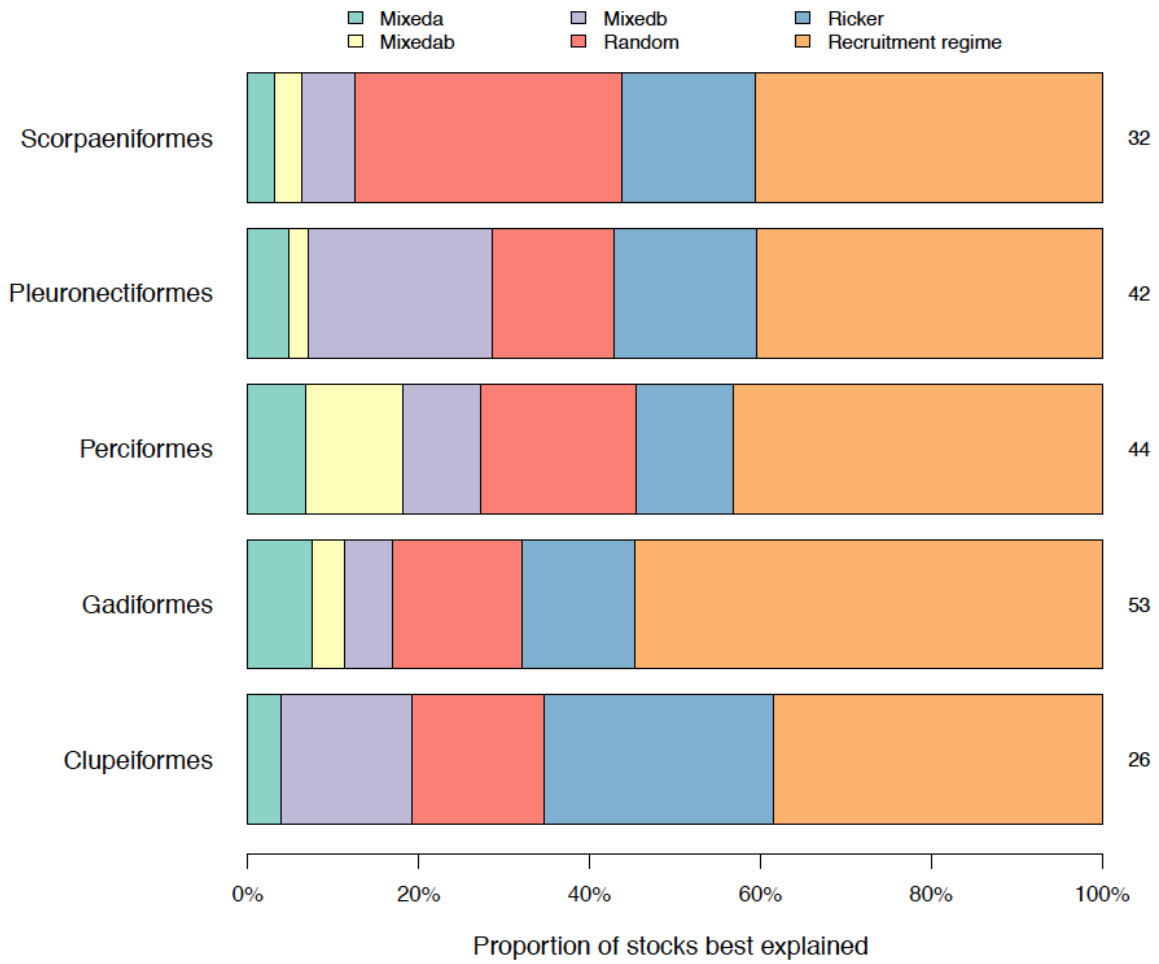 Mixeda Mixedb Ricker
Mixedab Random Recruitment regime
Scorpaeniformes 32
Pleuronectiformes 42
Perciformes 44
Gadiformes 53
Clupeiformes 26
0% 20% 40% 60% 80% 100%
Proportion of stocks best explained